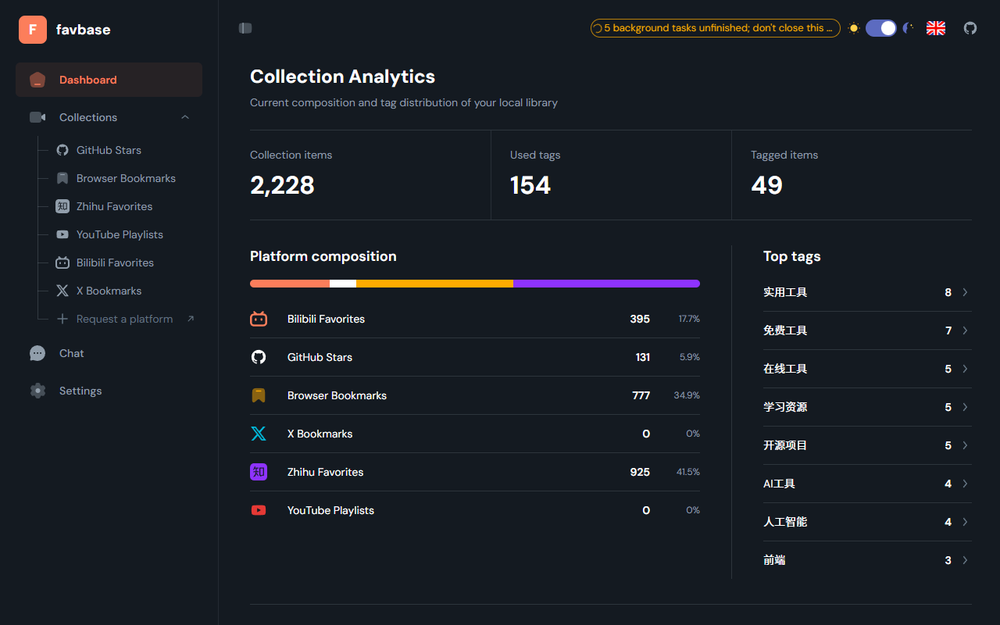 F favbase
5 background tasks unfinished; don't close this ...
Dashboard
Collections
GitHub Stars
Browser Bookmarks
知 Zhihu Favorites
YouTube Playlists
Bilibili Favorites
X Bookmarks
Request a platform
Chat
Settings
Collection Analytics
Current composition and tag distribution of your local library
Collection items
2,228
Used tags
154
Tagged items
49
Platform composition
Bilibili Favorites 395 17.7%
GitHub Stars 131 5.9%
Browser Bookmarks 777 34.9%
X Bookmarks 0 0%
知 Zhihu Favorites 925 41.5%
YouTube Playlists 0 0%
Top tags
实用工具 8
免费工具 7
在线工具 5
学习资源 5
开源项目 5
AI工具 4
人工智能 4
前端 3